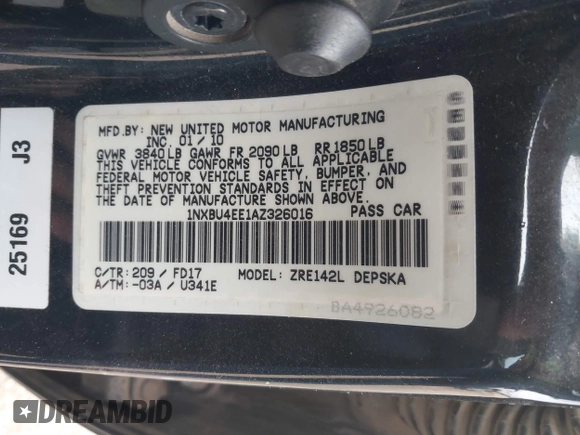 MFD.BY: NEW UNITED MOTOR MANUFACTURING
INC. 01/10
GVWR 3840LB GAWR FR 2090LB RR1850LB
THIS VEHICLE CONFORMS TO ALL APPLICABLE
FEDERAL MOTOR VEHICLE SAFETY, BUMPER, AND
THEFT PREVENTION STANDARDS IN EFFECT ON
THE DATE OF MANUFACTURE SHOWN ABOVE.
1NXBU4EE1AZ326016 PASS CAR
C/TR: 209 / FD17 MODEL: ZRE142L DEPSKA
A/TM: -03A / U341E
BA4926082
25169 J3
DREAMBID